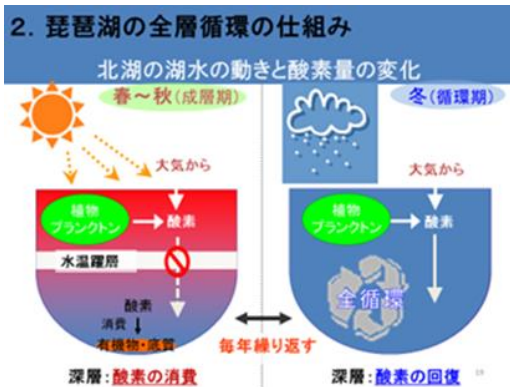 2. 琵琶湖の全層循環の仕組み
北湖の湖水の動きと酸素量の変化
春～秋(成層期)
大気から
植物
プランクトン
酸素
水温躍層
酸素
消費
有機物・底質
深層:酸素の消費
毎年繰り返す
冬(循環期)
大気から
植物
プランクトン
酸素
全循環
深層:酸素の回復